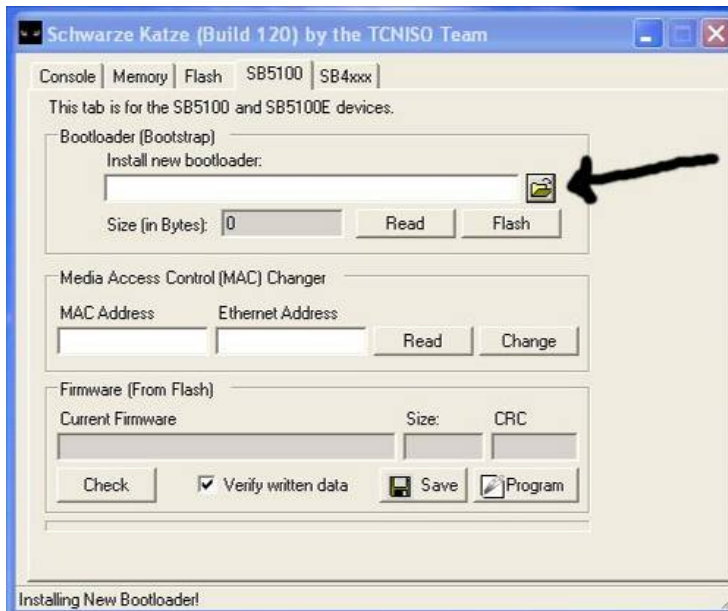 Schwarze Katze (Build 120) by the TCNISO Team
Console Memory Flash SB5100 SB4xxx
This tab is for the SB5100 and SB5100E devices.
Bootloader (Bootstrap)
Install new bootloader:
Size (in Bytes): 0 Read Flash
Media Access Control (MAC) Changer
MAC Address Ethernet Address
Read Change
Firmware (From Flash)
Current Firmware Size: CRC
Check Verify written data Save Program
Installing New Bootloader!